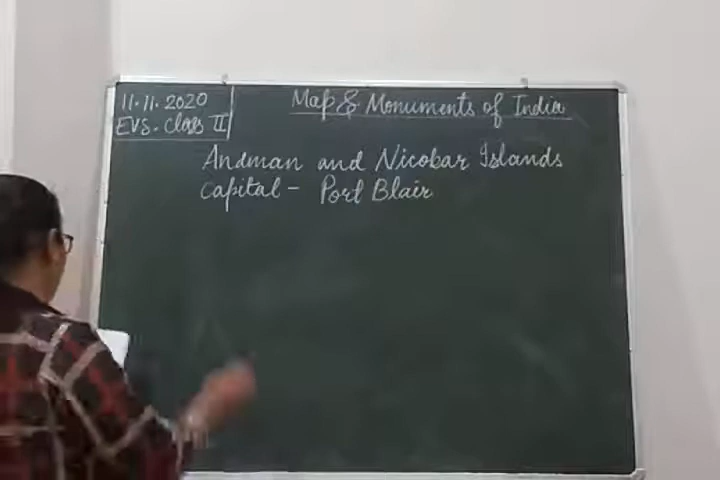 11.11.2020
EVS. Class II
Map & Monuments of India
Andman and Nicobar Islands
Capital - Port Blair